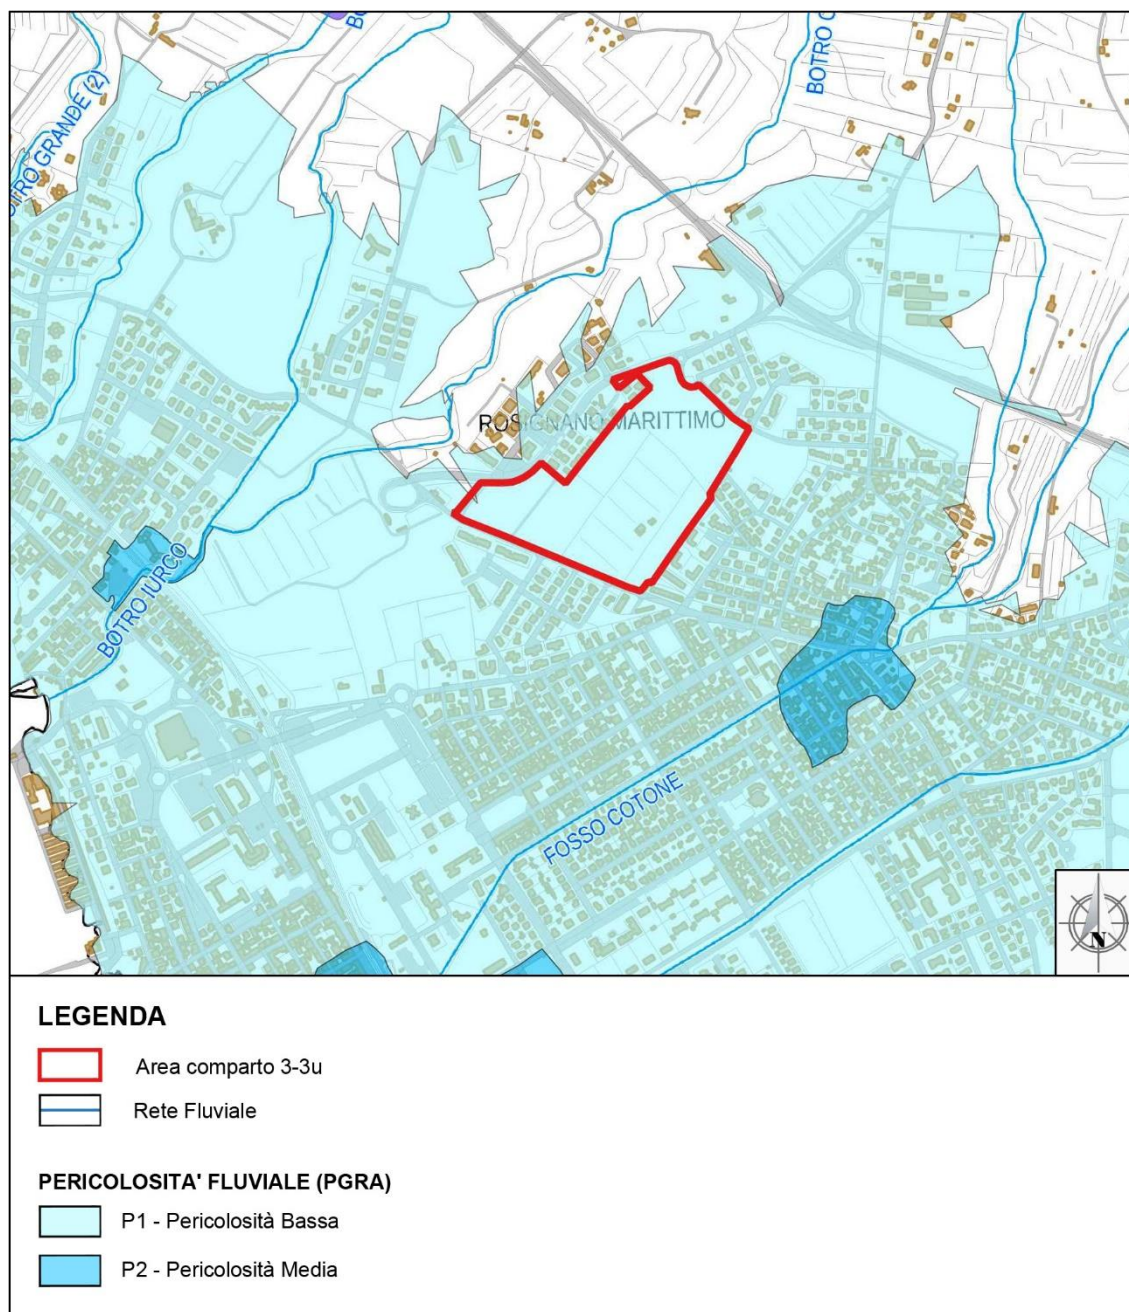 BOTRO GRANDE (2)
ROSIGNANO MARITTIMO
BOTRO IURCO
FOSSO COTONE
N
LEGENDA
Area comparto 3-3u
Rete Fluviale
PERICOLOSITA' FLUVIALE (PGRA)
P1 - Pericolosità Bassa
P2 - Pericolosità Media